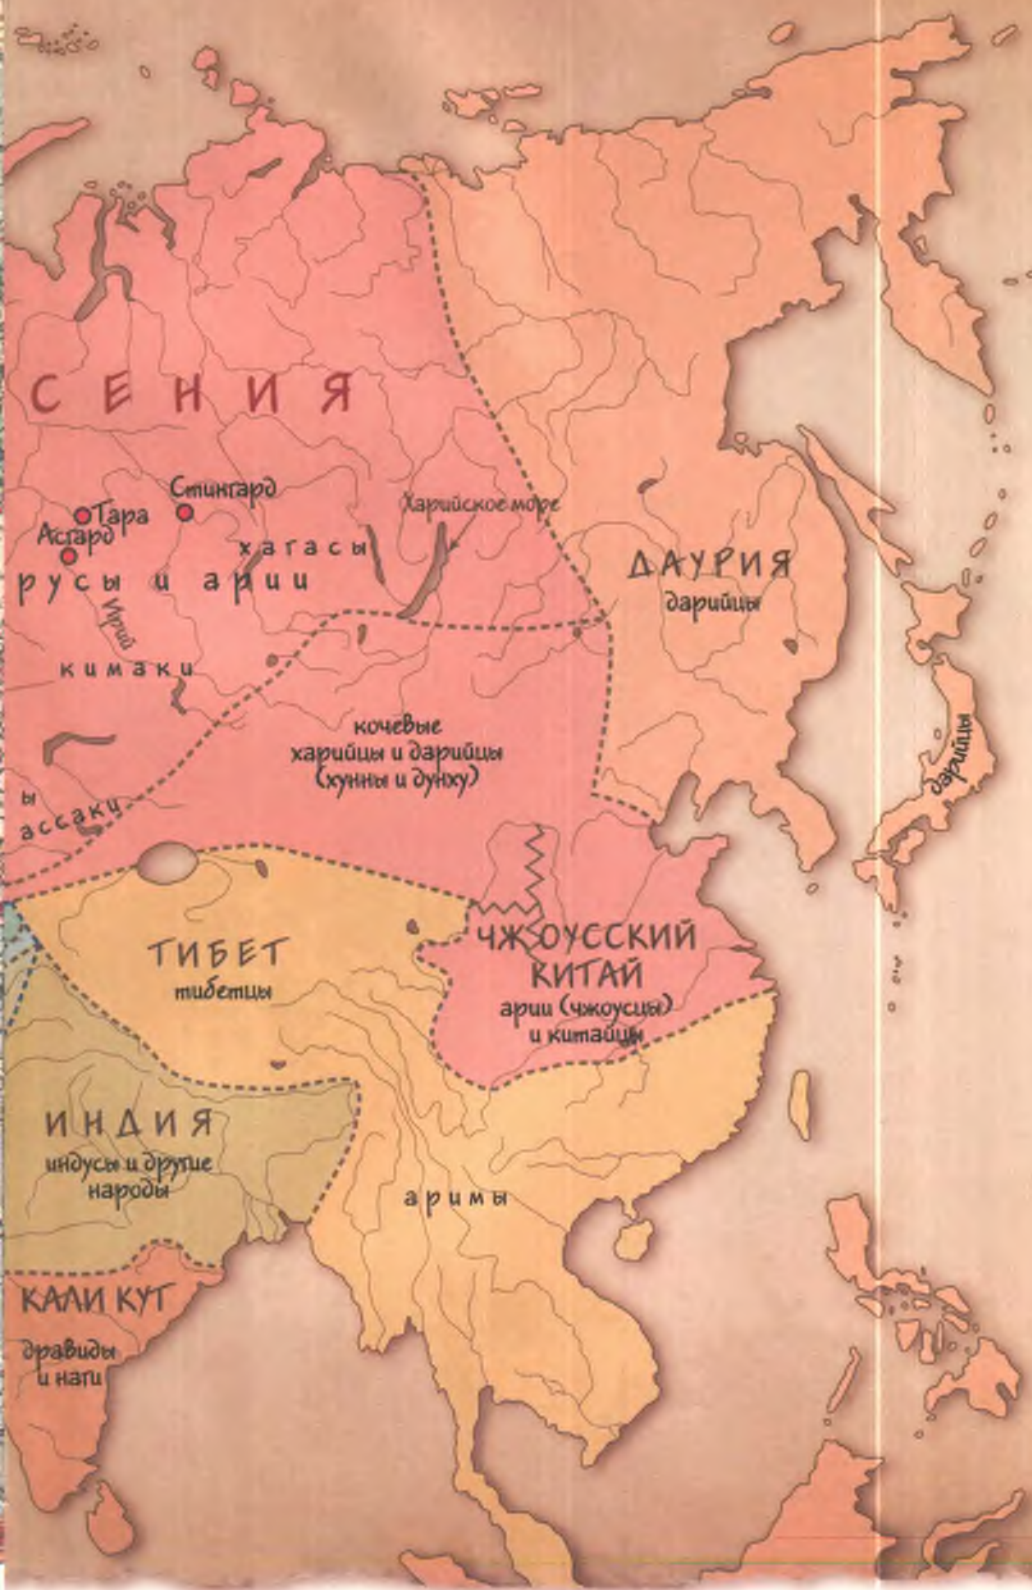 СЕНИЯ
Стингард
Тара
Асгард
Харийское море
хагасы
русы и арии
Ирий
кимаки
ДАУРИЯ
дарийцы
кочевые
харийцы и дарийцы
(хунны и дунху)
дарийцы
ы
ассаки
ЧЖОУССКИЙ
КИТАЙ
арии (чжоусцы)
и китайцы
ТИБЕТ
тибетцы
ИНДИЯ
индусы и другие
народы
аримы
КАЛИ КУТ
дравиды
и наги